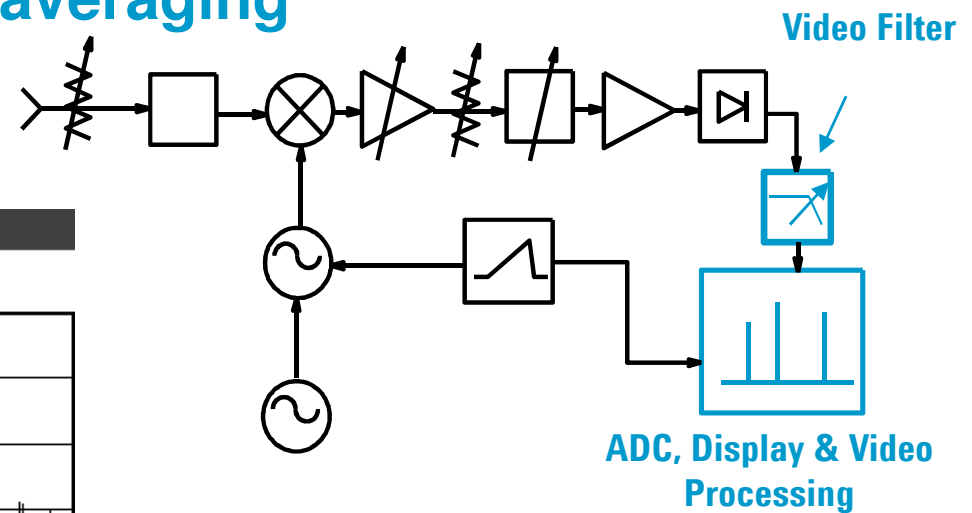 averaging
Video Filter
ADC, Display & Video
Processing